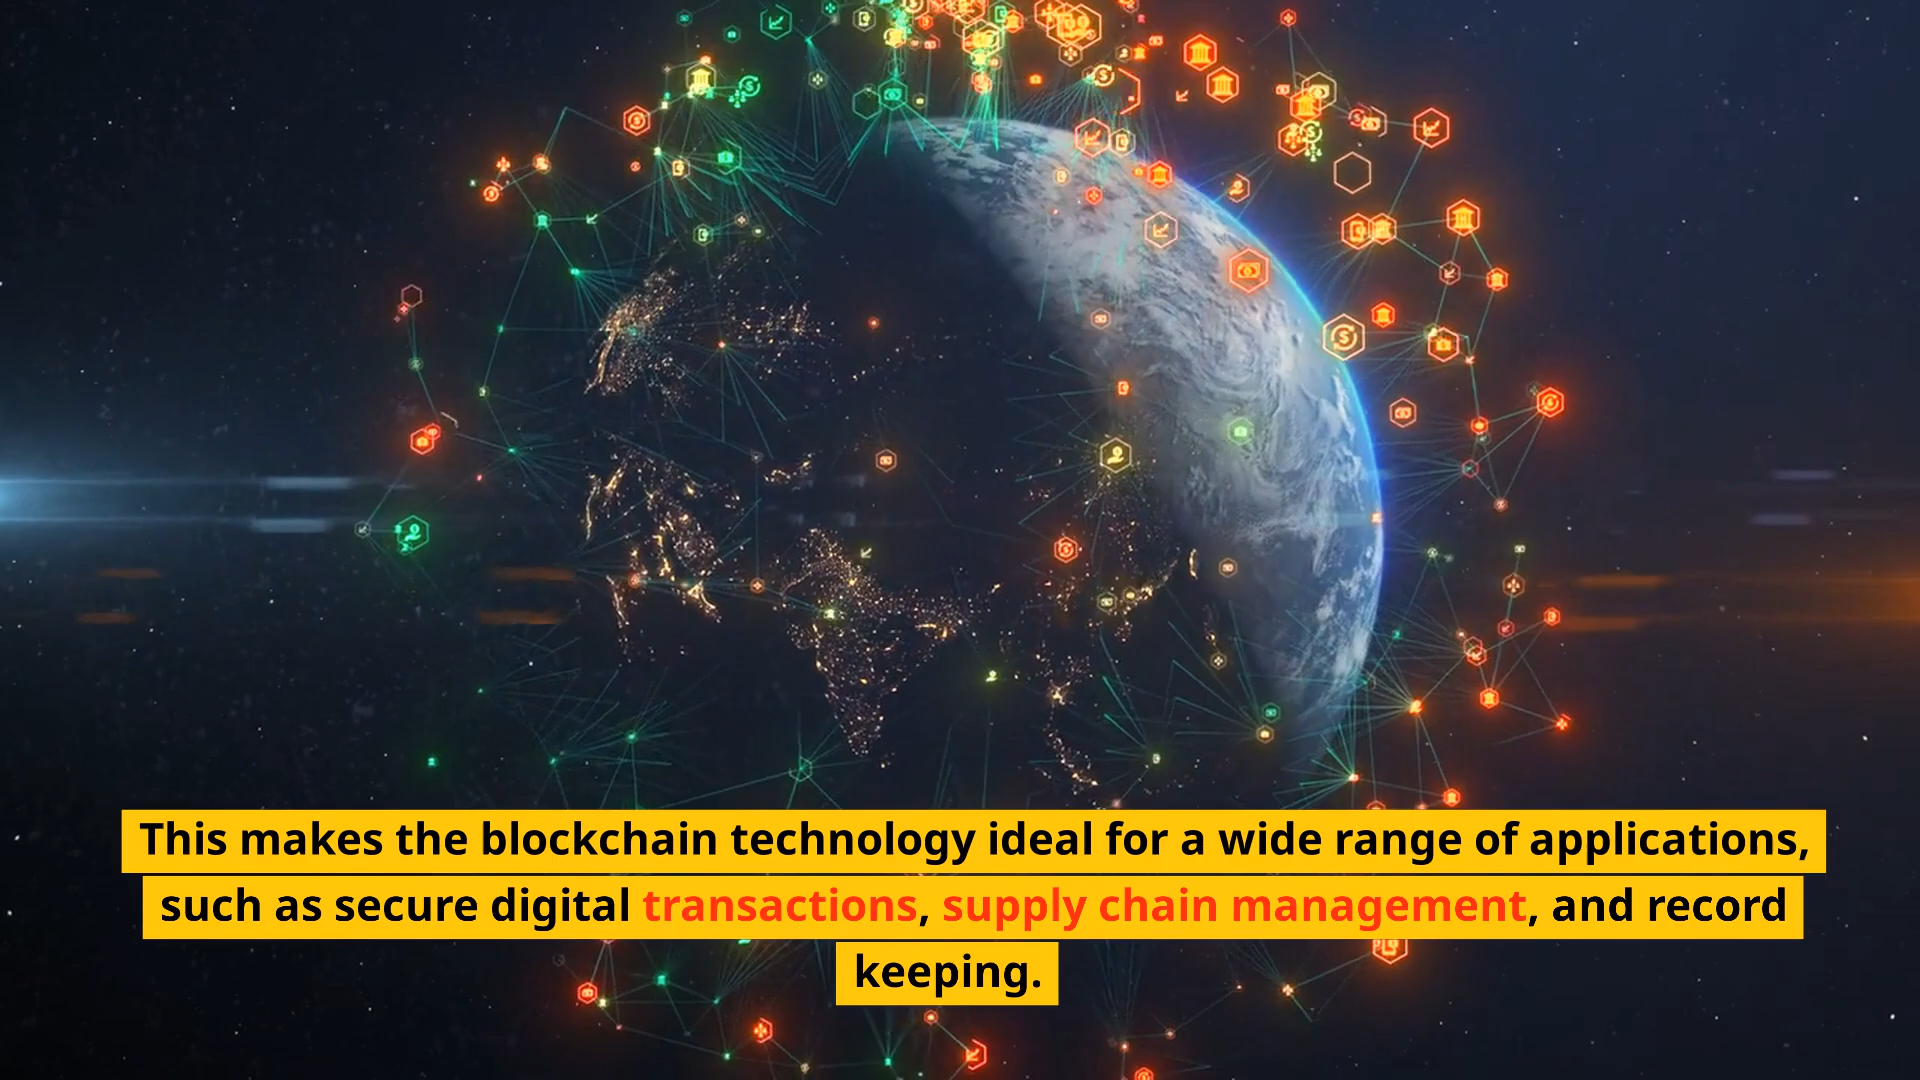 This makes the blockchain technology ideal for a wide range of applications,
such as secure digital transactions, supply chain management, and record
keeping.